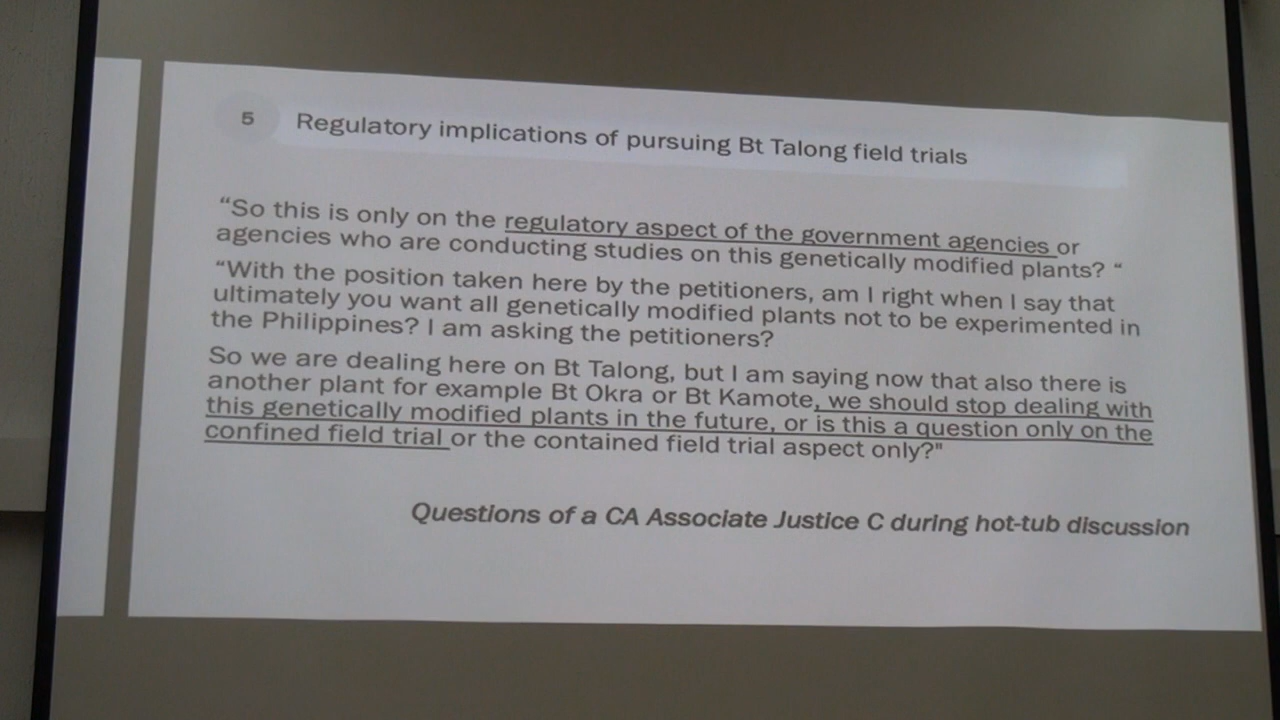 5
Regulatory implications of pursuing Bt Talong field trials
“So this is only on the regulatory aspect of the government agencies or
agencies who are conducting studies on this genetically modified plants? “
“With the position taken here by the petitioners, am I right when I say that
ultimately you want all genetically modified plants not to be experimented in
the Philippines? I am asking the petitioners?
So we are dealing here on Bt Talong, but I am saying now that also there is
another plant for example Bt Okra or Bt Kamote, we should stop dealing with
this genetically modified plants in the future, or is this a question only on the
confined field trial or the contained field trial aspect only?"
Questions of a CA Associate Justice C during hot-tub discussion